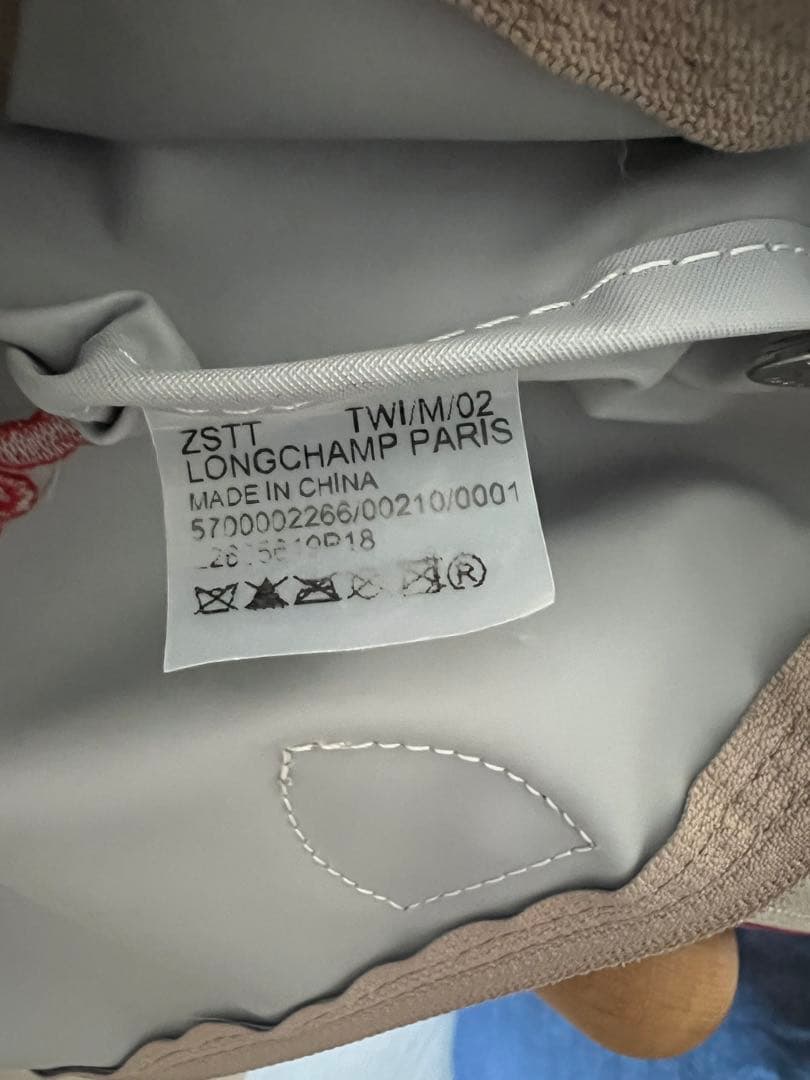 ZSTT TWI/M/02
LONGCHAMP PARIS
MADE IN CHINA
5700002266/00210/0001
®